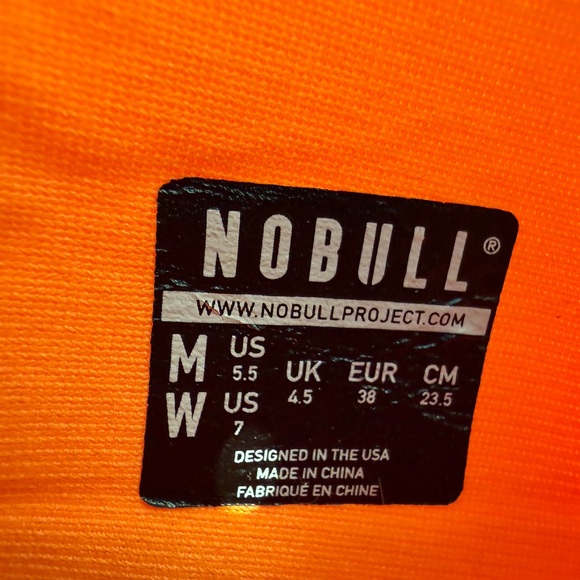 NOBULL®
WWW.NOBULLPROJECT.COM
M US 5.5 UK 4.5 EUR 38 CM 23.5
W US 7
DESIGNED IN THE USA
MADE IN CHINA
FABRIQUÉ EN CHINE